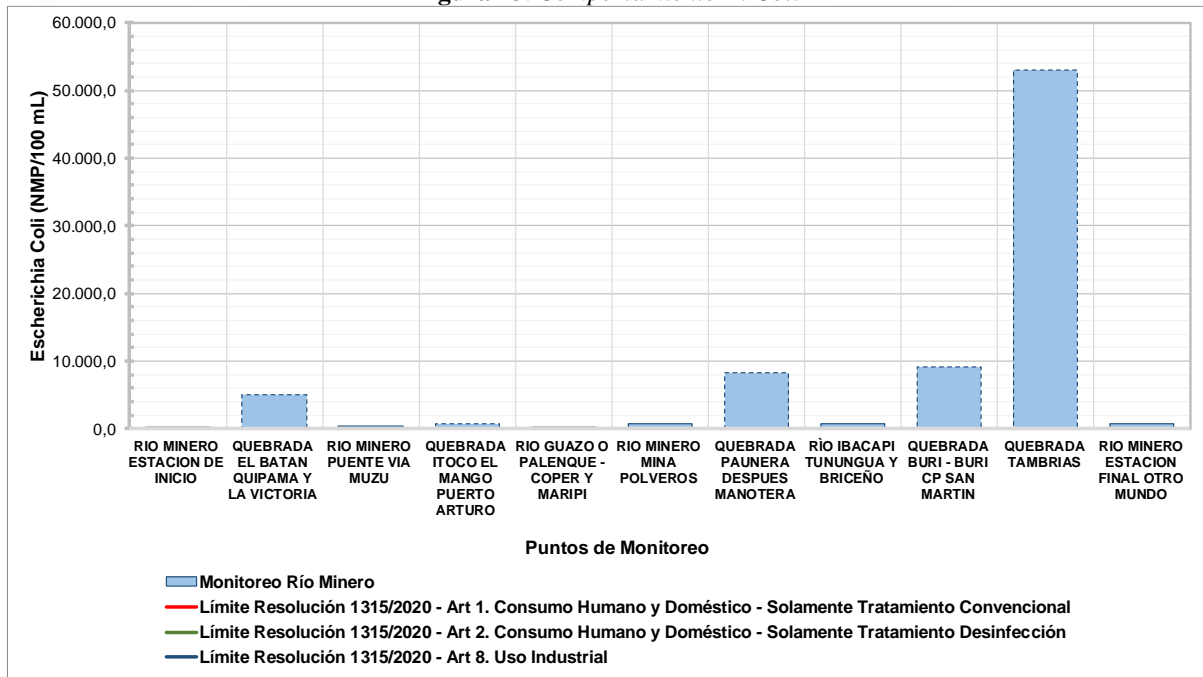 60.000,0
50.000,0
40.000,0
30.000,0
20.000,0
10.000,0
0,0
Escherichia Coli (NMP/100 mL)
RIO MINERO ESTACION DE INICIO
QUEBRADA EL BATAN QUIPAMA Y LA VICTORIA
RIO MINERO PUENTE VIA MUZU
QUEBRADA ITOCO EL MANGO PUERTO ARTURO
RIO GUAZO O PALENQUE - COPER Y MARIPI
RIO MINERO MINA POLVEROS
QUEBRADA PAUNERA DESPUES MANOTERA
RÌO IBACAPI TUNUNGUA Y BRICEÑO
QUEBRADA BURI - BURI CP SAN MARTIN
QUEBRADA TAMBRIAS
RIO MINERO ESTACION FINAL OTRO MUNDO
Puntos de Monitoreo
Monitoreo Río Minero
Límite Resolución 1315/2020 - Art 1. Consumo Humano y Doméstico - Solamente Tratamiento Convencional
Límite Resolución 1315/2020 - Art 2. Consumo Humano y Doméstico - Solamente Tratamiento Desinfección
Límite Resolución 1315/2020 - Art 8. Uso Industrial